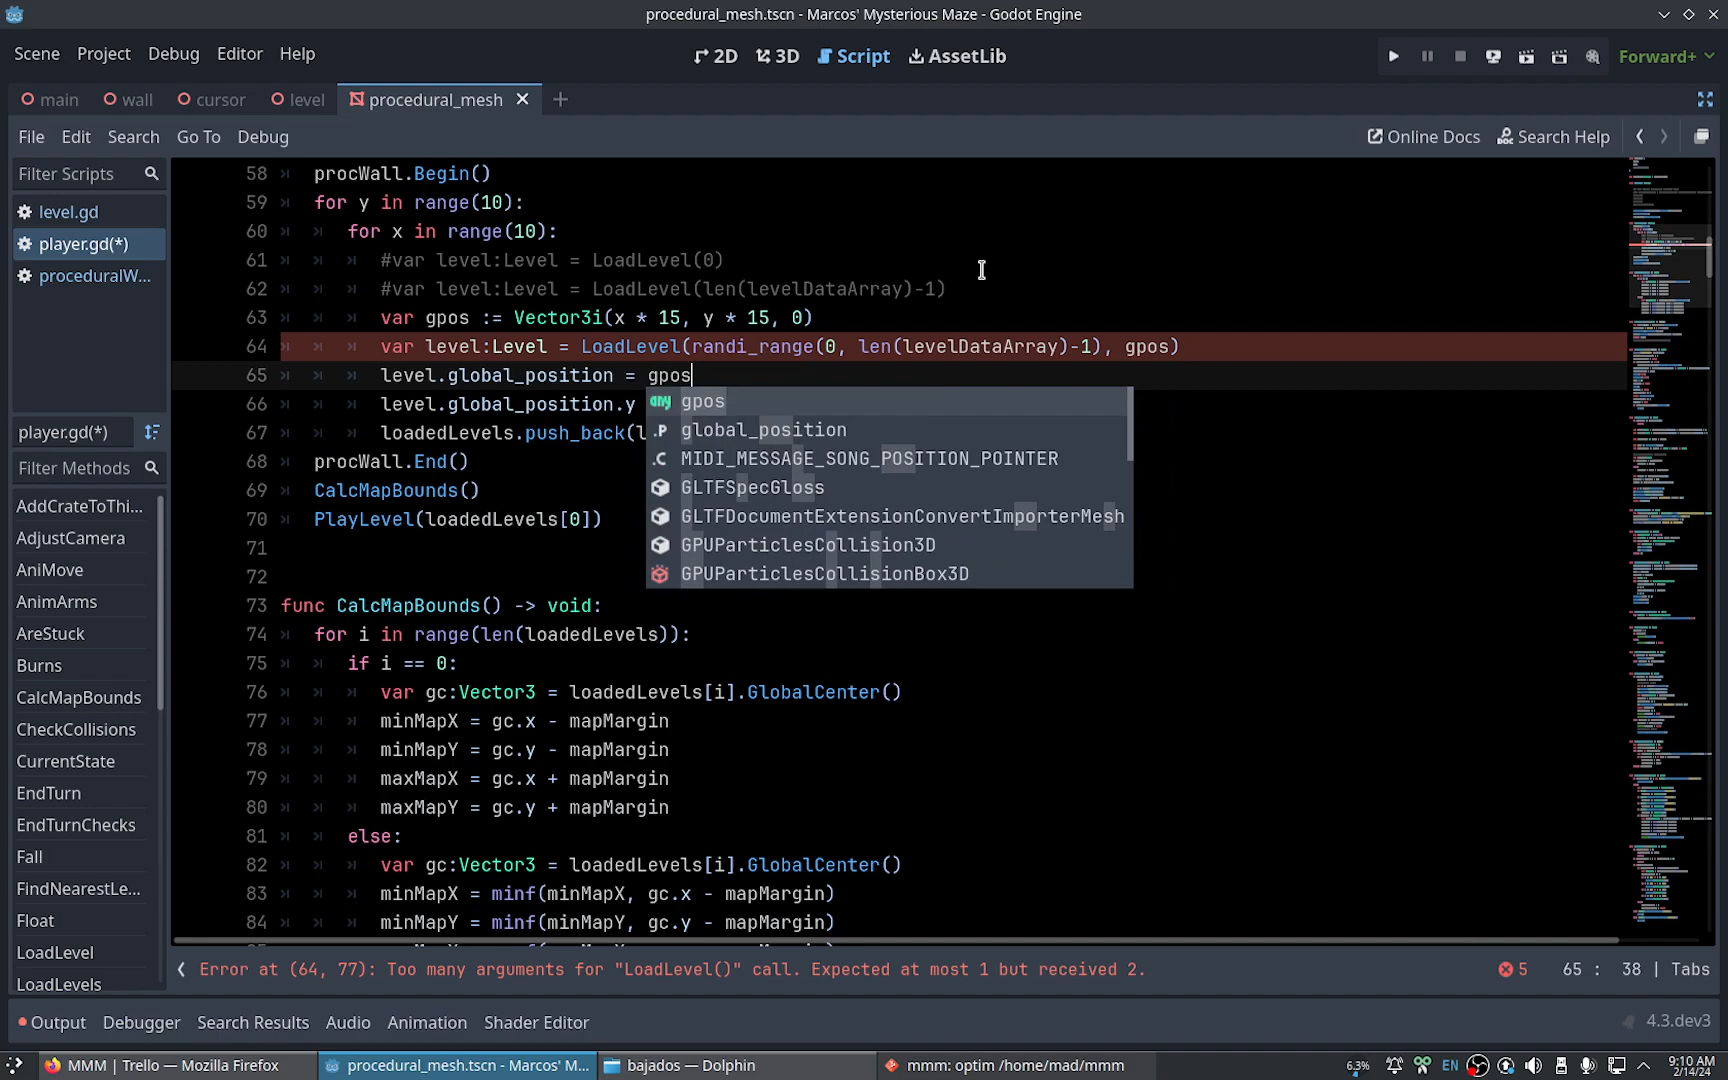 procedural_mesh.tscn - Marcos' Mysterious Maze - Godot Engine
Scene Project Debug Editor Help
2D 3D Script AssetLib
Forward+
main wall cursor level procedural_mesh
File Edit Search Go To Debug
Online Docs Search Help
Filter Scripts
level.gd
player.gd(*)
proceduralW...
player.gd(*)
Filter Methods
AddCrateToThi...
AdjustCamera
AniMove
AnimArms
AreStuck
Burns
CalcMapBounds
CheckCollisions
CurrentState
EndTurn
EndTurnChecks
Fall
FindNearestLe...
Float
LoadLevel
LoadLevels
58 procWall.Begin()
59 for y in range(10):
60 for x in range(10):
61 #var level:Level = LoadLevel(0)
62 #var level:Level = LoadLevel(len(levelDataArray)-1)
63 var gpos := Vector3i(x * 15, y * 15, 0)
64 var level:Level = LoadLevel(randi_range(0, len(levelDataArray)-1), gpos)
65 level.global_position = gpos
66 level.global_position.y
67 loadedLevels.push_back(l
68 procWall.End()
69 CalcMapBounds()
70 PlayLevel(loadedLevels[0])
71
72
73 func CalcMapBounds() -> void:
74 for i in range(len(loadedLevels)):
75 if i == 0:
76 var gc:Vector3 = loadedLevels[i].GlobalCenter()
77 minMapX = gc.x - mapMargin
78 minMapY = gc.y - mapMargin
79 maxMapX = gc.x + mapMargin
80 maxMapY = gc.y + mapMargin
81 else:
82 var gc:Vector3 = loadedLevels[i].GlobalCenter()
83 minMapX = minf(minMapX, gc.x - mapMargin)
84 minMapY = minf(minMapY, gc.y - mapMargin)
any gpos
.P global_position
.C MIDI_MESSAGE_SONG_POSITION_POINTER
GLTFSpecGloss
GLTFDocumentExtensionConvertImporterMesh
GPUParticlesCollision3D
GPUParticlesCollisionBox3D
Error at (64, 77): Too many arguments for "LoadLevel()" call. Expected at most 1 but received 2.
5 65 : 38 | Tabs
Output Debugger Search Results Audio Animation Shader Editor
4.3.dev3
MMM | Trello — Mozilla Firefox
procedural_mesh.tscn - Marcos' M...
bajados — Dolphin
mmm: optim /home/mad/mmm
6.3%
EN
9:10 AM
2/14/24